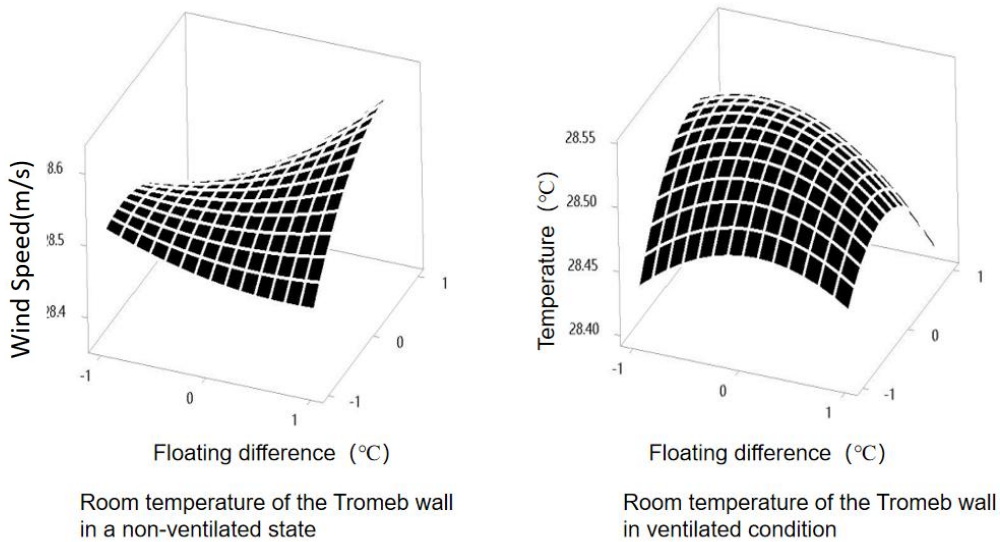 Wind Speed(m/s)
8.6
8.5
28.4
-1
0
1
-1
0
1
Floating difference (℃)
Room temperature of the Tromeb wall
in a non-ventilated state
Temperature (℃)
28.55
28.50
28.45
28.40
-1
0
1
-1
0
1
Floating difference (℃)
Room temperature of the Tromeb wall
in ventilated condition